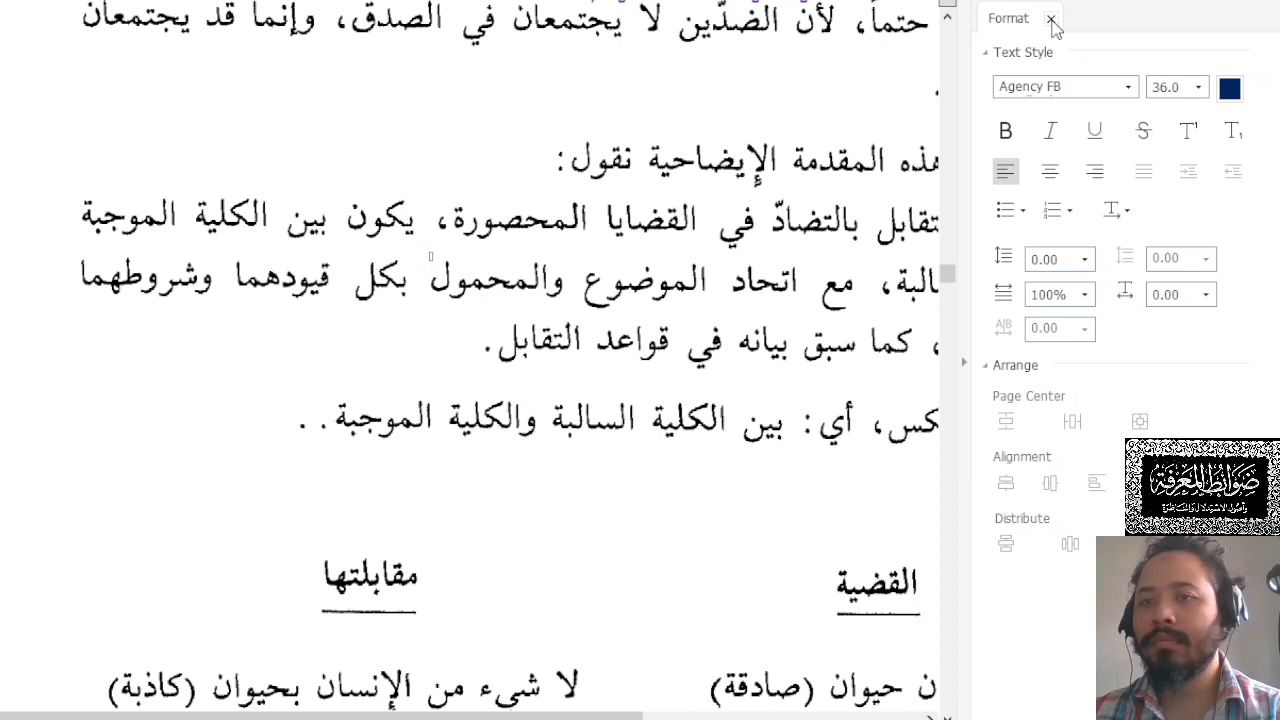 حتماً، لأن الضدّين لا يجتمعان في الصدق، وإنما قد يجتمعان
هذه المقدمة الإيضاحية نقول:
بالتضادّ في القضايا المحصورة، يكون بين الكلية الموجبة
مع اتحاد الموضوع والمحمول بكل قيودهما وشروطهما
، كما سبق بيانه في قواعد التقابل.
أي: بين الكلية السالبة والكلية الموجبة..
القضية مقابلتها
حيوان (صادقة) لا شيء من الإنسان بحيوان (كاذبة)
Format
Text Style
Agency FB 36.0
B I U S T¹ T₁
0.00 0.00
100% 0.00
0.00
Arrange
Page Center
Alignment
Distribute
ضوابط المعرفة